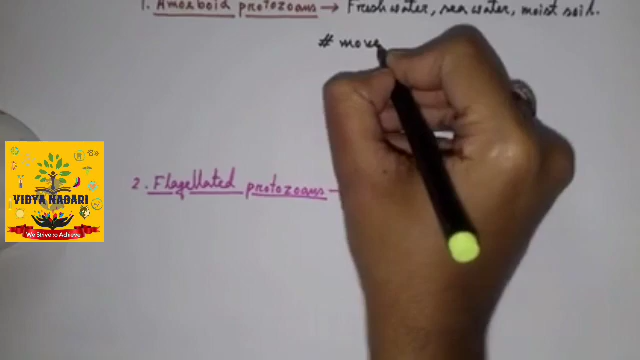 1. Amoeboid protozoans → Fresh water, sea water, moist soil.
# move
2. Flagellated protozoans –
VIDYA NAGARI
We Strive to Achieve